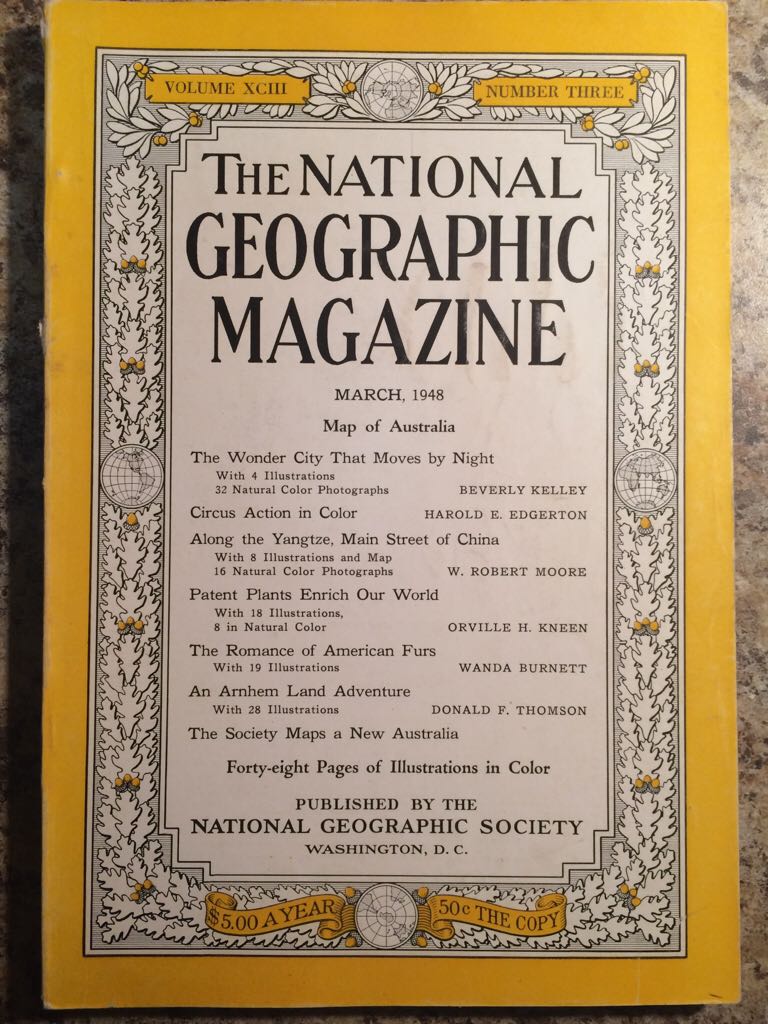 VOLUME XCIII
NUMBER THREE
THE NATIONAL
GEOGRAPHIC
MAGAZINE
MARCH, 1948
Map of Australia
The Wonder City That Moves by Night
With 4 Illustrations
32 Natural Color Photographs BEVERLY KELLEY
Circus Action in Color HAROLD E. EDGERTON
Along the Yangtze, Main Street of China
With 8 Illustrations and Map
16 Natural Color Photographs W. ROBERT MOORE
Patent Plants Enrich Our World
With 18 Illustrations,
8 in Natural Color ORVILLE H. KNEEN
The Romance of American Furs
With 19 Illustrations WANDA BURNETT
An Arnhem Land Adventure
With 28 Illustrations DONALD F. THOMSON
The Society Maps a New Australia
Forty-eight Pages of Illustrations in Color
PUBLISHED BY THE
NATIONAL GEOGRAPHIC SOCIETY
WASHINGTON, D. C.
$5.00 A YEAR
50c THE COPY